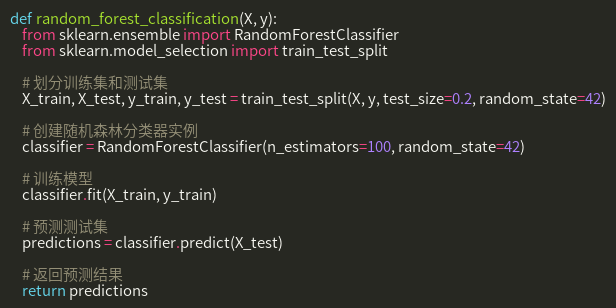 def random_forest_classification(X, y):
    from sklearn.ensemble import RandomForestClassifier
    from sklearn.model_selection import train_test_split
    # 划分训练集和测试集
    X_train, X_test, y_train, y_test = train_test_split(X, y, test_size=0.2, random_state=42)
    # 创建随机森林分类器实例
    classifier = RandomForestClassifier(n_estimators=100, random_state=42)
    # 训练模型
    classifier.fit(X_train, y_train)
    # 预测测试集
    predictions = classifier.predict(X_test)
    # 返回预测结果
    return predictions